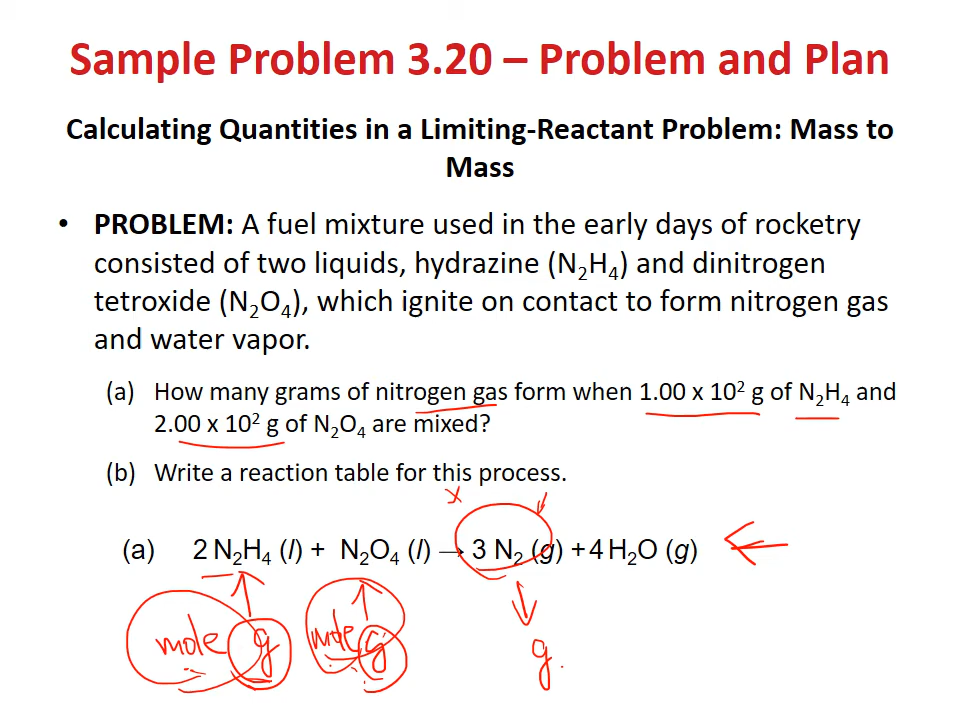 Sample Problem 3.20 – Problem and Plan
Calculating Quantities in a Limiting-Reactant Problem: Mass to
Mass
• PROBLEM: A fuel mixture used in the early days of rocketry
consisted of two liquids, hydrazine (N₂H₄) and dinitrogen
tetroxide (N₂O₄), which ignite on contact to form nitrogen gas
and water vapor.
(a) How many grams of nitrogen gas form when 1.00 x 10² g of N₂H₄ and
2.00 x 10² g of N₂O₄ are mixed?
(b) Write a reaction table for this process.
(a) 2 N₂H₄ (l) + N₂O₄ (l) → 3 N₂ (g) + 4 H₂O (g)
mole g mole g g.